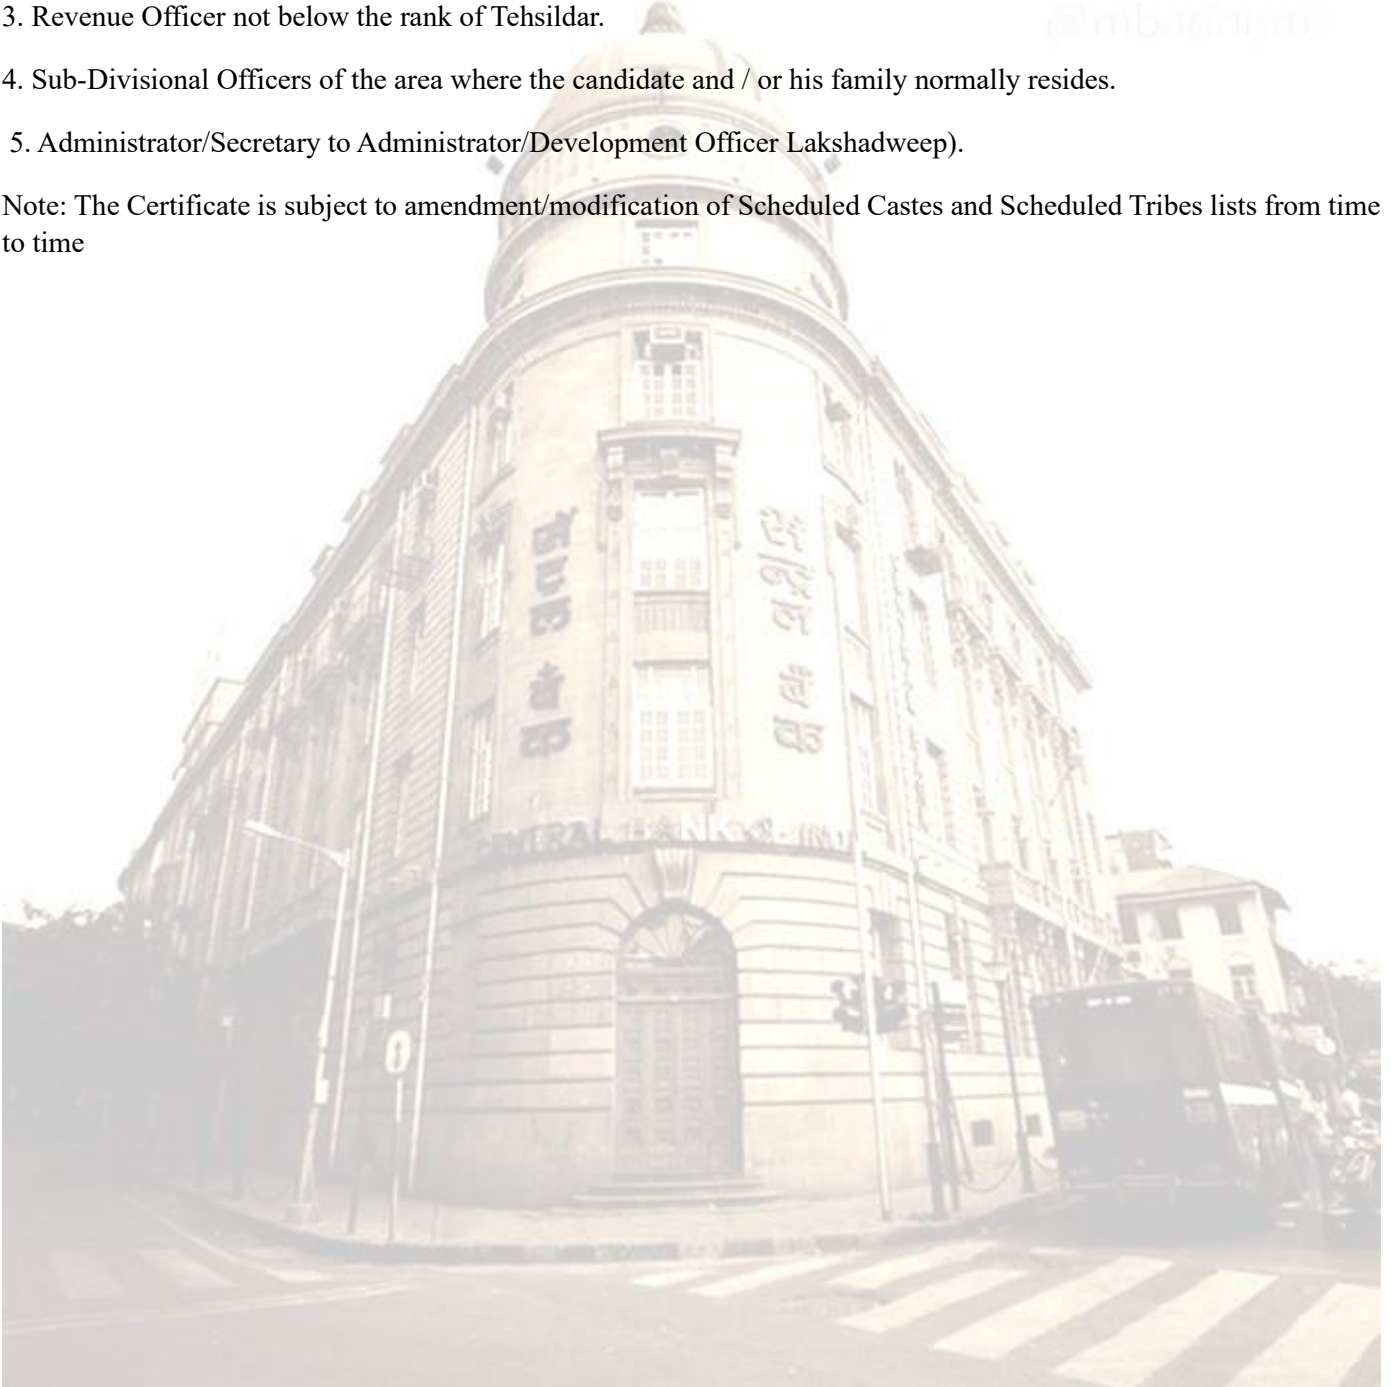 3. Revenue Officer not below the rank of Tehsildar.
4. Sub-Divisional Officers of the area where the candidate and / or his family normally resides.
5. Administrator/Secretary to Administrator/Development Officer Lakshadweep).
Note: The Certificate is subject to amendment/modification of Scheduled Castes and Scheduled Tribes lists from time
to time